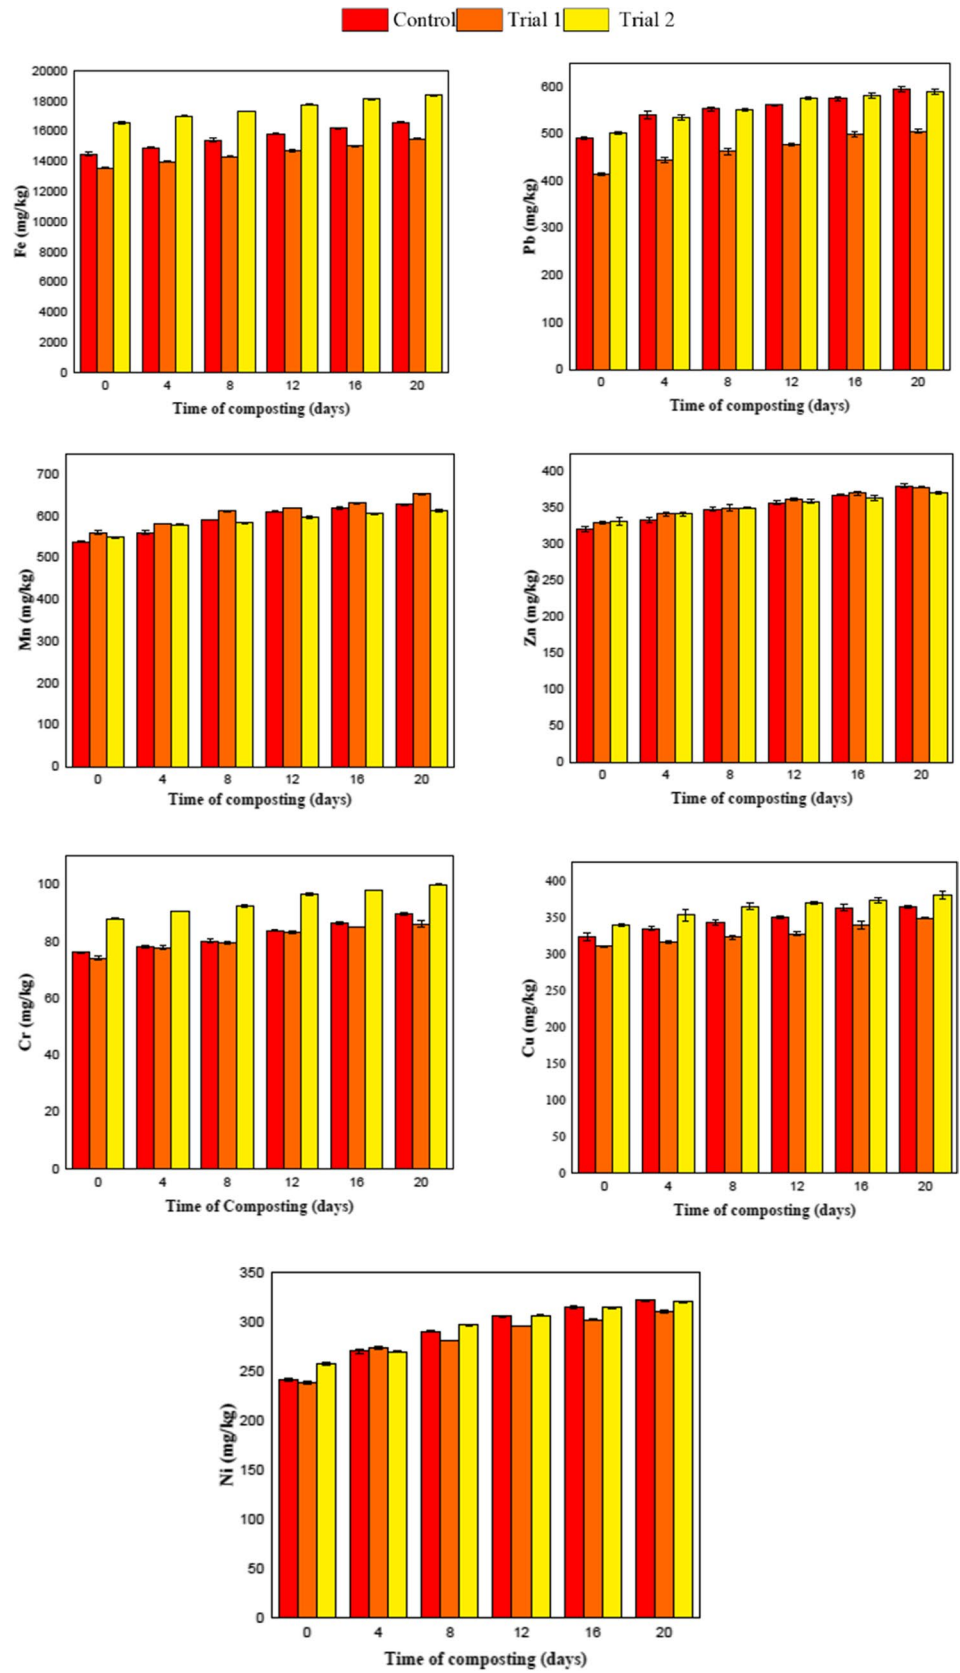 Control Trial 1 Trial 2
20000
18000
16000
14000
12000
10000
8000
6000
4000
2000
0
Fe (mg/kg)
0 4 8 12 16 20
Time of composting (days)
600
500
400
300
200
100
0
Pb (mg/kg)
0 4 8 12 16 20
Time of composting (days)
700
600
500
400
300
200
100
0
Mn (mg/kg)
0 4 8 12 16 20
Time of composting (days)
400
350
300
250
200
150
100
50
0
Zn (mg/kg)
0 4 8 12 16 20
Time of composting (days)
100
80
60
40
20
0
Cr (mg/kg)
0 4 8 12 16 20
Time of Composting (days)
400
350
300
250
200
150
100
50
0
Cu (mg/kg)
0 4 8 12 16 20
Time of composting (days)
350
300
250
200
150
100
50
0
Ni (mg/kg)
0 4 8 12 16 20
Time of composting (days)